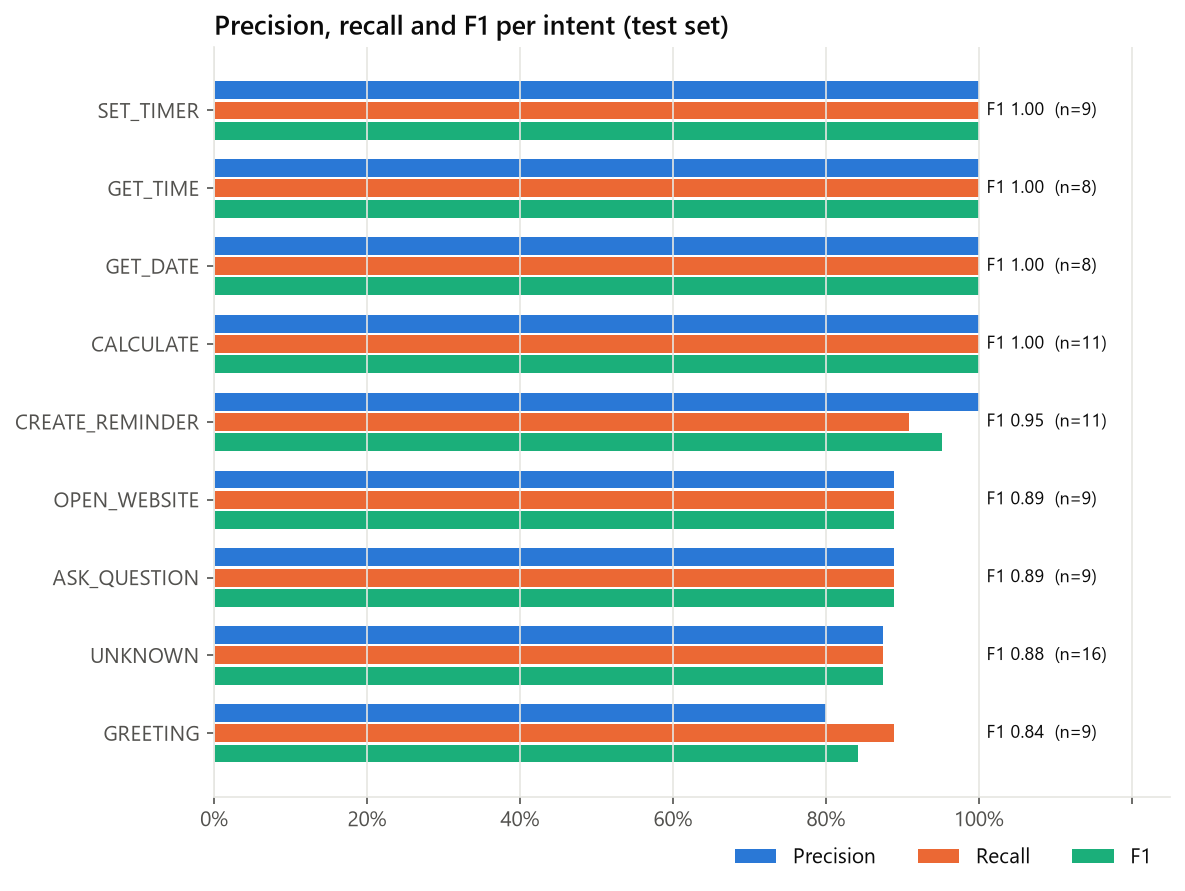 Precision, recall and F1 per intent (test set)
SET_TIMER F1 1.00 (n=9)
GET_TIME F1 1.00 (n=8)
GET_DATE F1 1.00 (n=8)
CALCULATE F1 1.00 (n=11)
CREATE_REMINDER F1 0.95 (n=11)
OPEN_WEBSITE F1 0.89 (n=9)
ASK_QUESTION F1 0.89 (n=9)
UNKNOWN F1 0.88 (n=16)
GREETING F1 0.84 (n=9)
0% 20% 40% 60% 80% 100%
Precision Recall F1